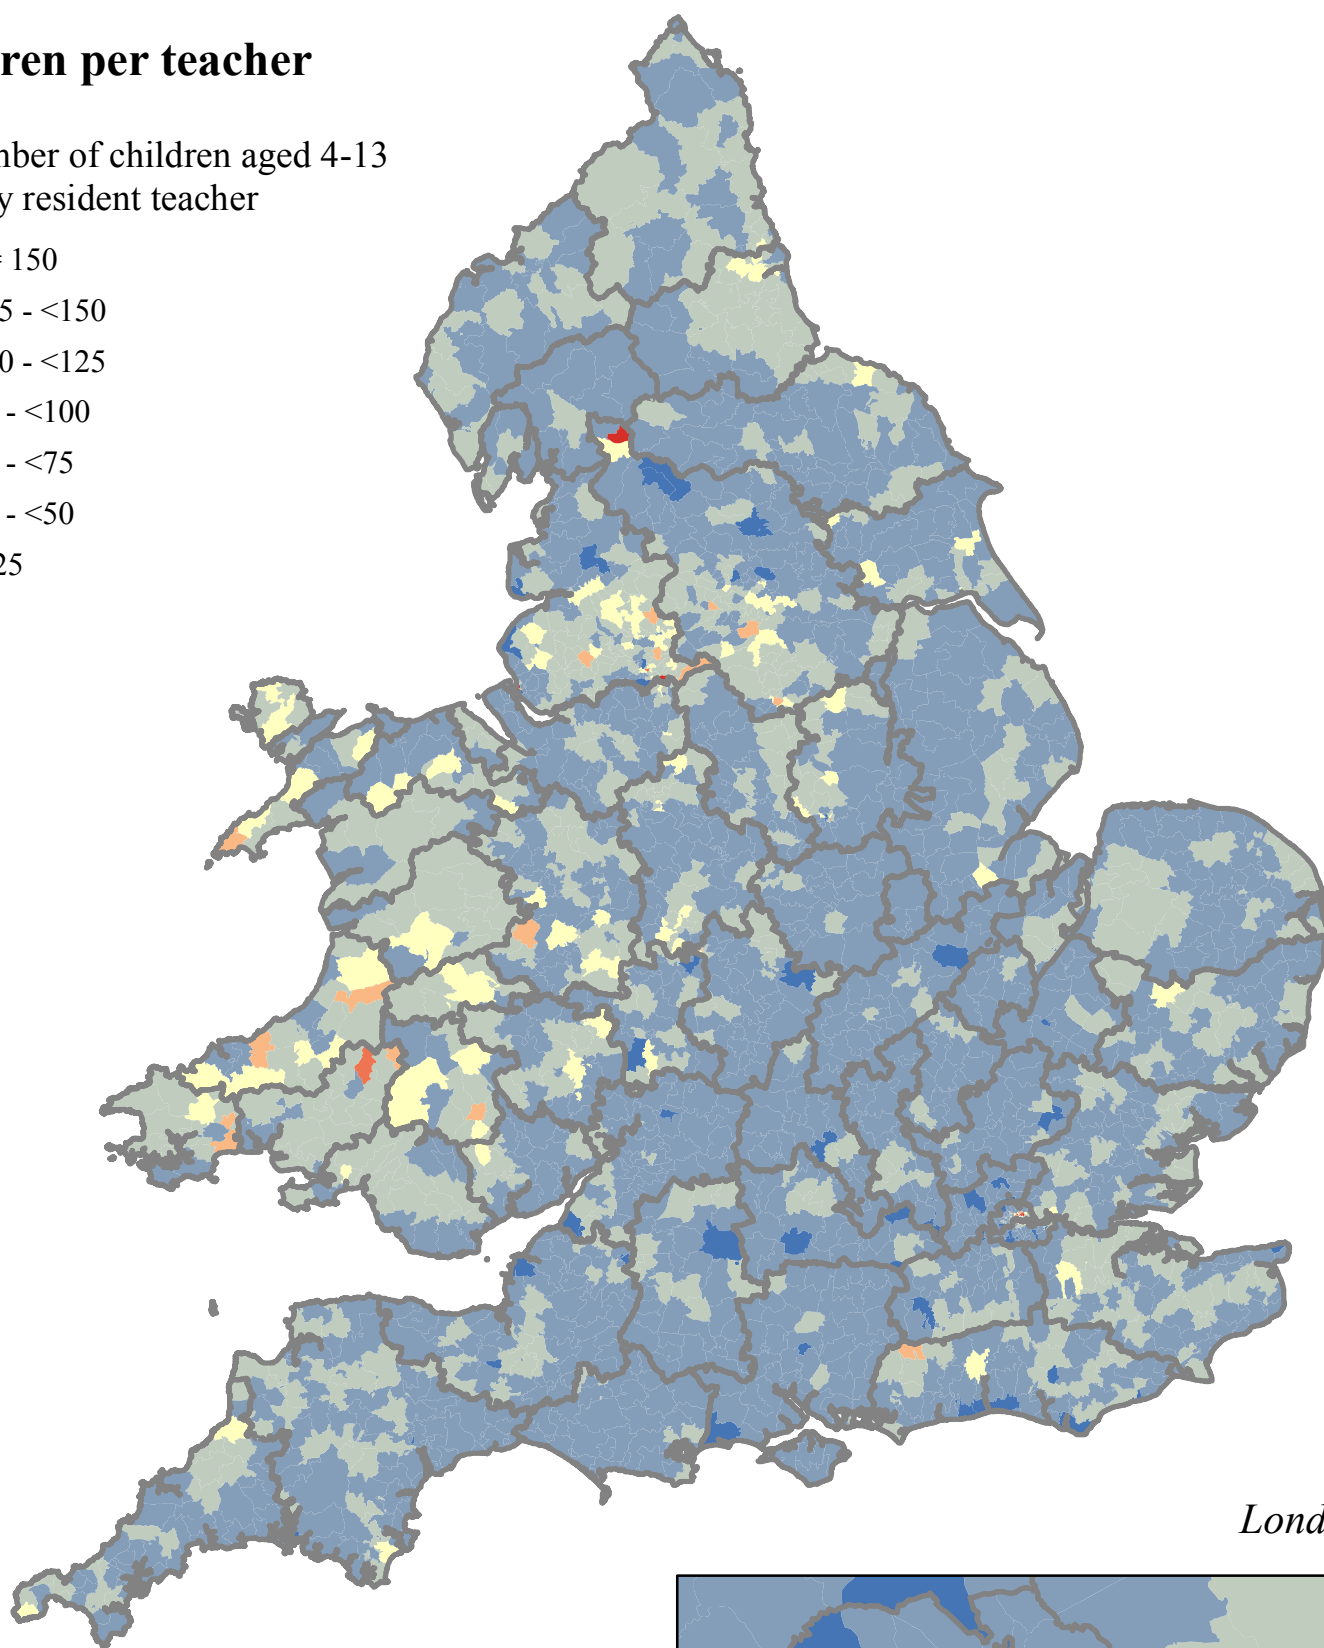 ren per teacher
nber of children aged 4-13
y resident teacher
= 150
5 - <150
0 - <125
- <100
- <75
- <50
25
Lond